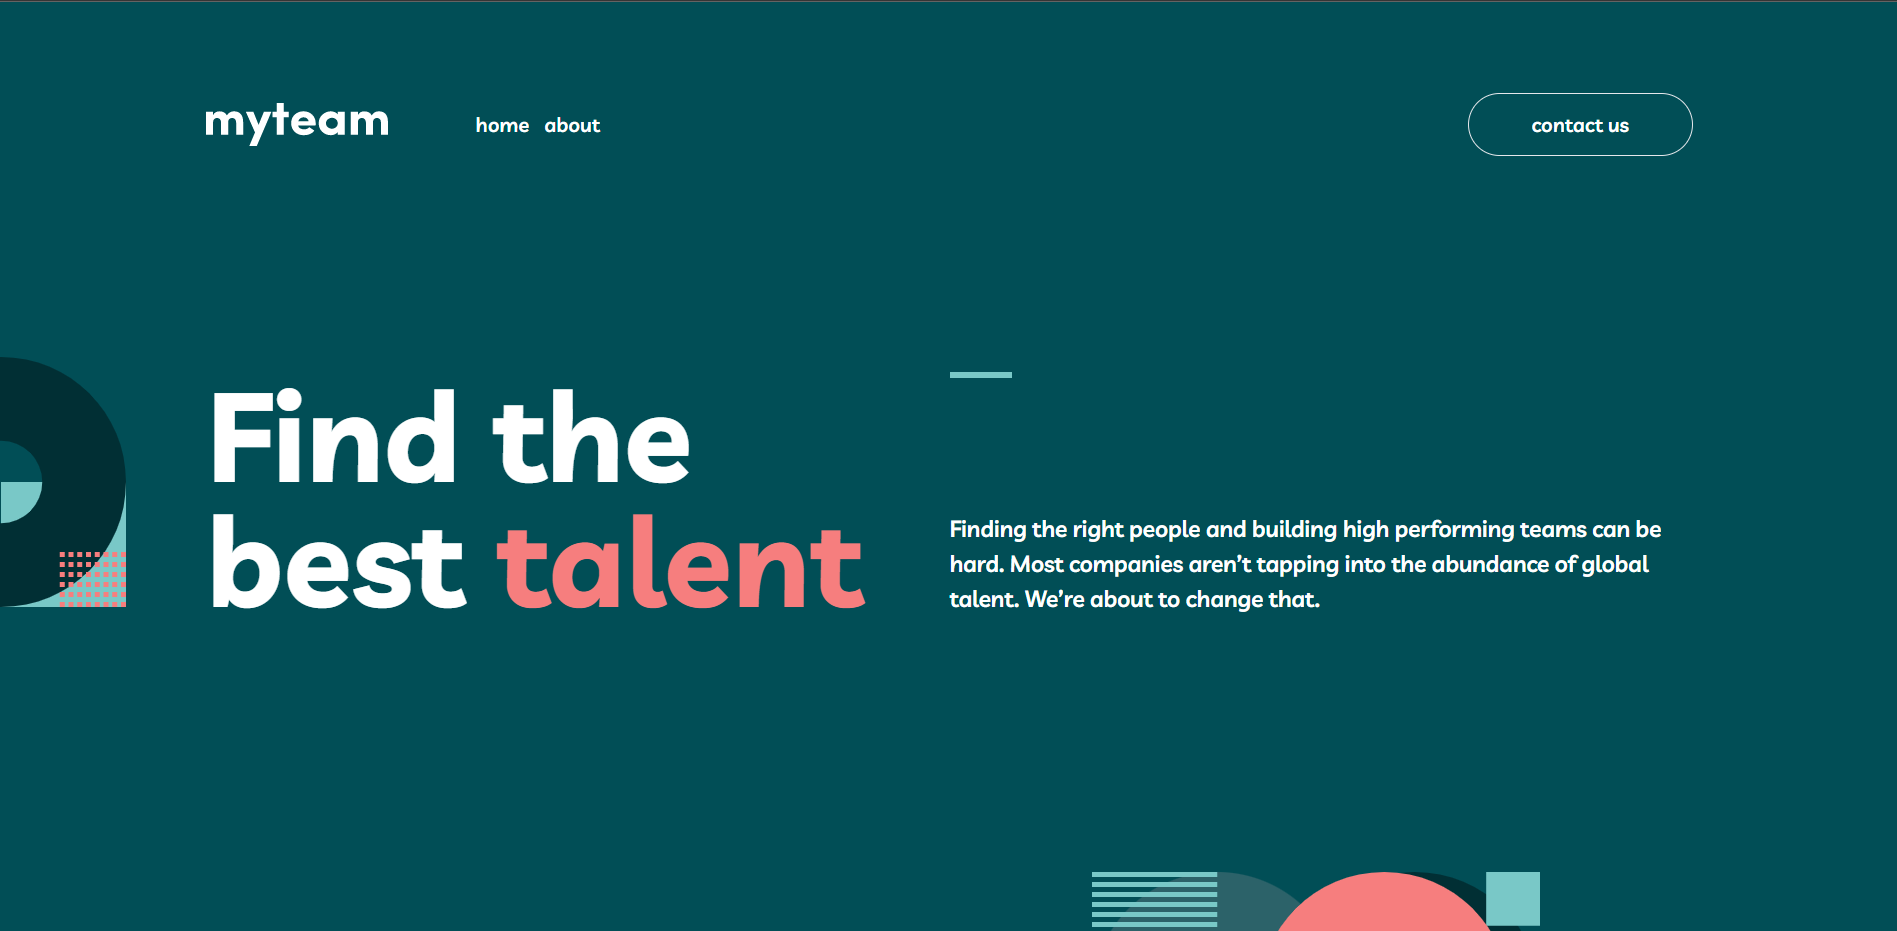 myteam
home about
contact us
Find the
best talent
Finding the right people and building high performing teams can be
hard. Most companies aren’t tapping into the abundance of global
talent. We’re about to change that.